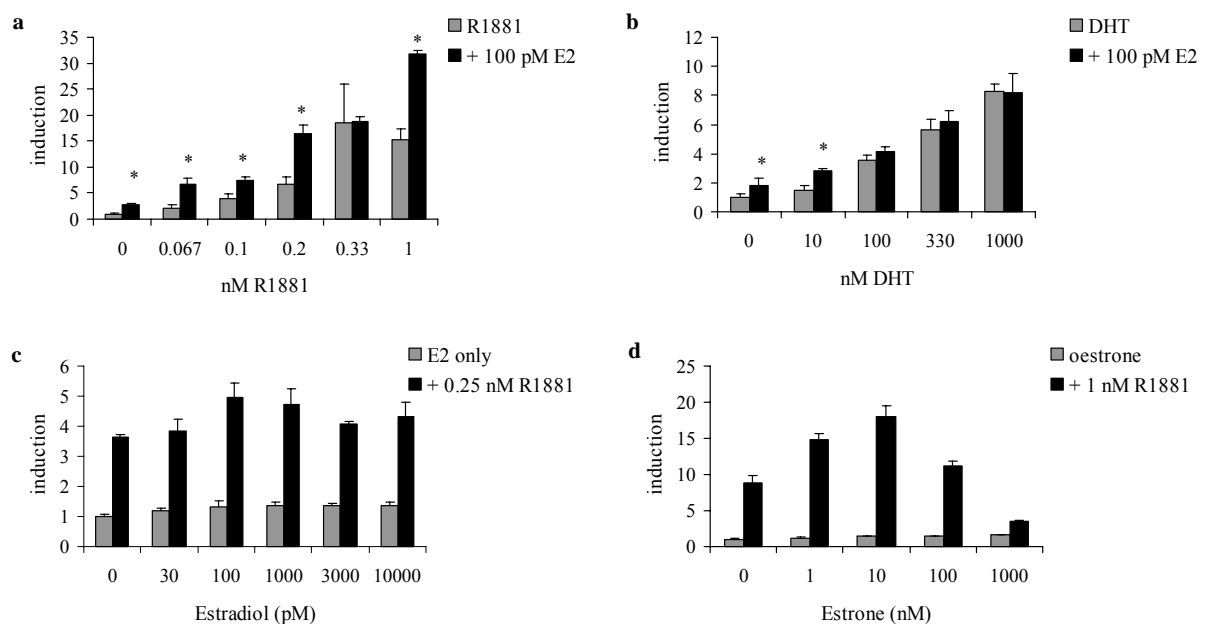 a
R1881
+ 100 pM E2
induction
35
30
25
20
15
10
5
0
* * * * *
0 0.067 0.1 0.2 0.33 1
nM R1881
b
DHT
+ 100 pM E2
induction
12
10
8
6
4
2
0
* *
0 10 100 330 1000
nM DHT
c
E2 only
+ 0.25 nM R1881
induction
6
5
4
3
2
1
0
0 30 100 1000 3000 10000
Estradiol (pM)
d
oestrone
+ 1 nM R1881
induction
25
20
15
10
5
0
0 1 10 100 1000
Estrone (nM)